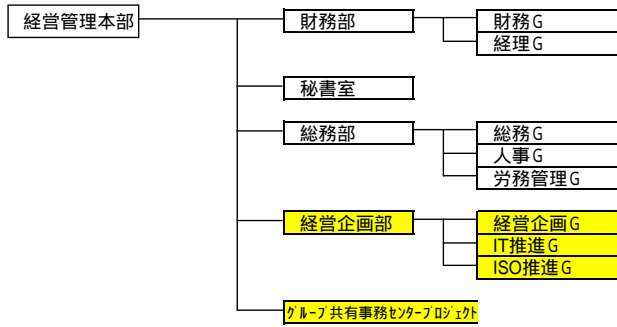 経営管理本部
財務部
財務G
経理G
秘書室
総務部
総務G
人事G
労務管理G
経営企画部
経営企画G
IT推進G
ISO推進G
ｸﾞﾙｰﾌﾟ共有事務ｾﾝﾀｰﾌﾟﾛｼﾞｪｸﾄ